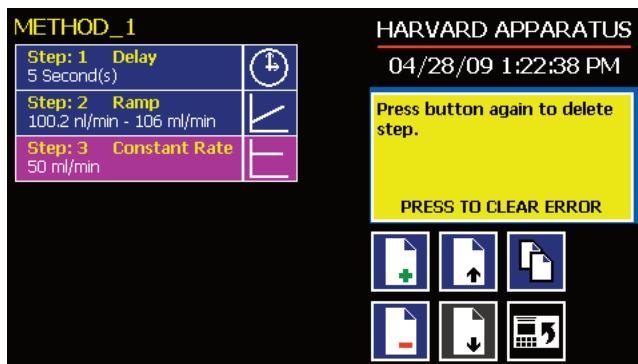 METHOD_1
Step: 1 Delay
5 Second(s)
Step: 2 Ramp
100.2 nl/min - 106 ml/min
Step: 3 Constant Rate
50 ml/min
HARVARD APPARATUS
04/28/09 1:22:38 PM
Press button again to delete
step.
PRESS TO CLEAR ERROR